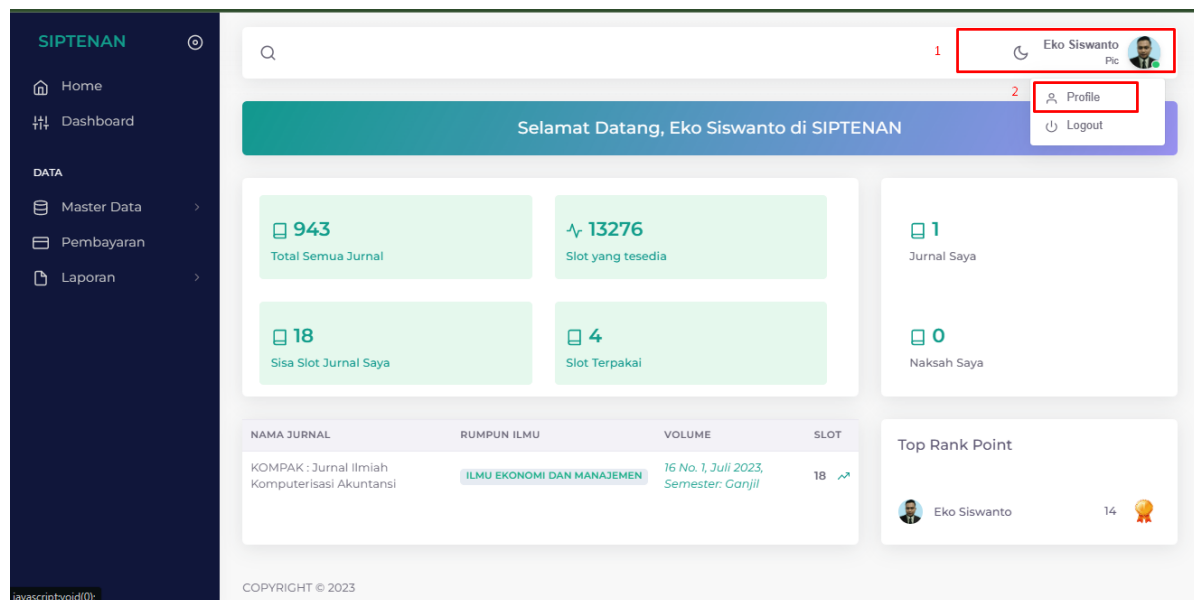 SIPTENAN
Home
Dashboard
DATA
Master Data
Pembayaran
Laporan
1
Eko Siswanto
Pic
2
Profile
Logout
Selamat Datang, Eko Siswanto di SIPTENAN
943
Total Semua Jurnal
13276
Slot yang tesedia
18
Sisa Slot Jurnal Saya
4
Slot Terpakai
1
Jurnal Saya
0
Naksah Saya
NAMA JURNAL RUMPUN ILMU VOLUME SLOT
KOMPAK : Jurnal Ilmiah
Komputerisasi Akuntansi
ILMU EKONOMI DAN MANAJEMEN
16 No. 1, Juli 2023,
Semester: Ganjil
18
Top Rank Point
Eko Siswanto 14
COPYRIGHT © 2023
javascript:void(0);